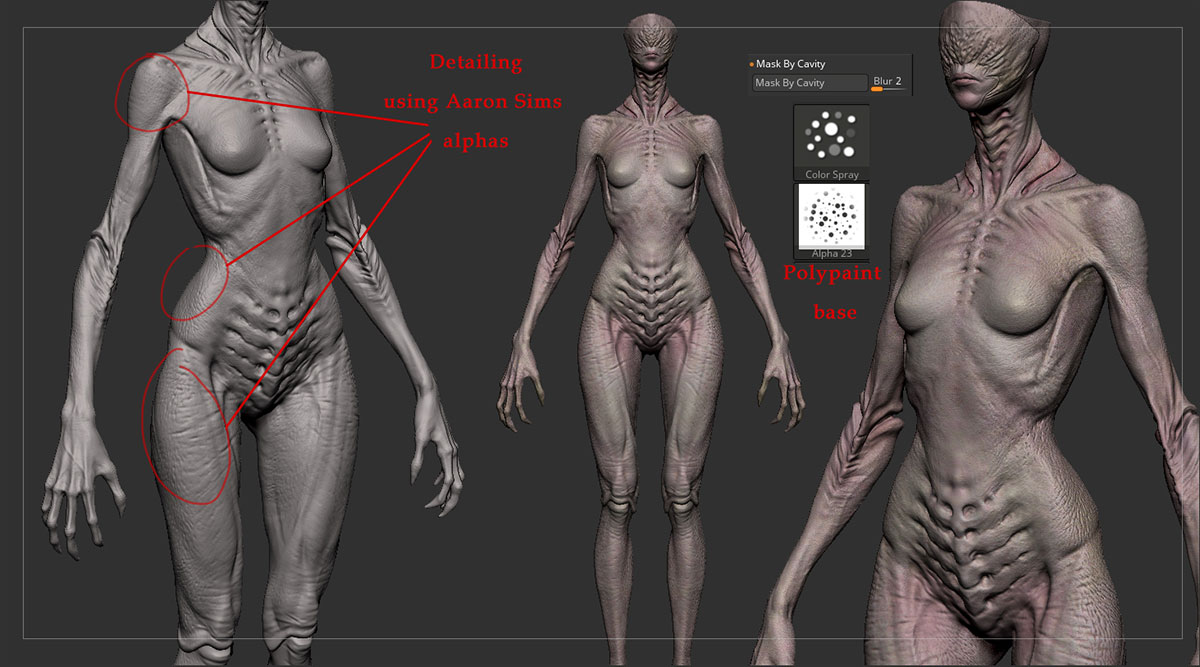 Detailing
using Aaron Sims
alphas
Mask By Cavity
Mask By Cavity
Blur 2
Color Spray
Alpha 23
Polypaint
base